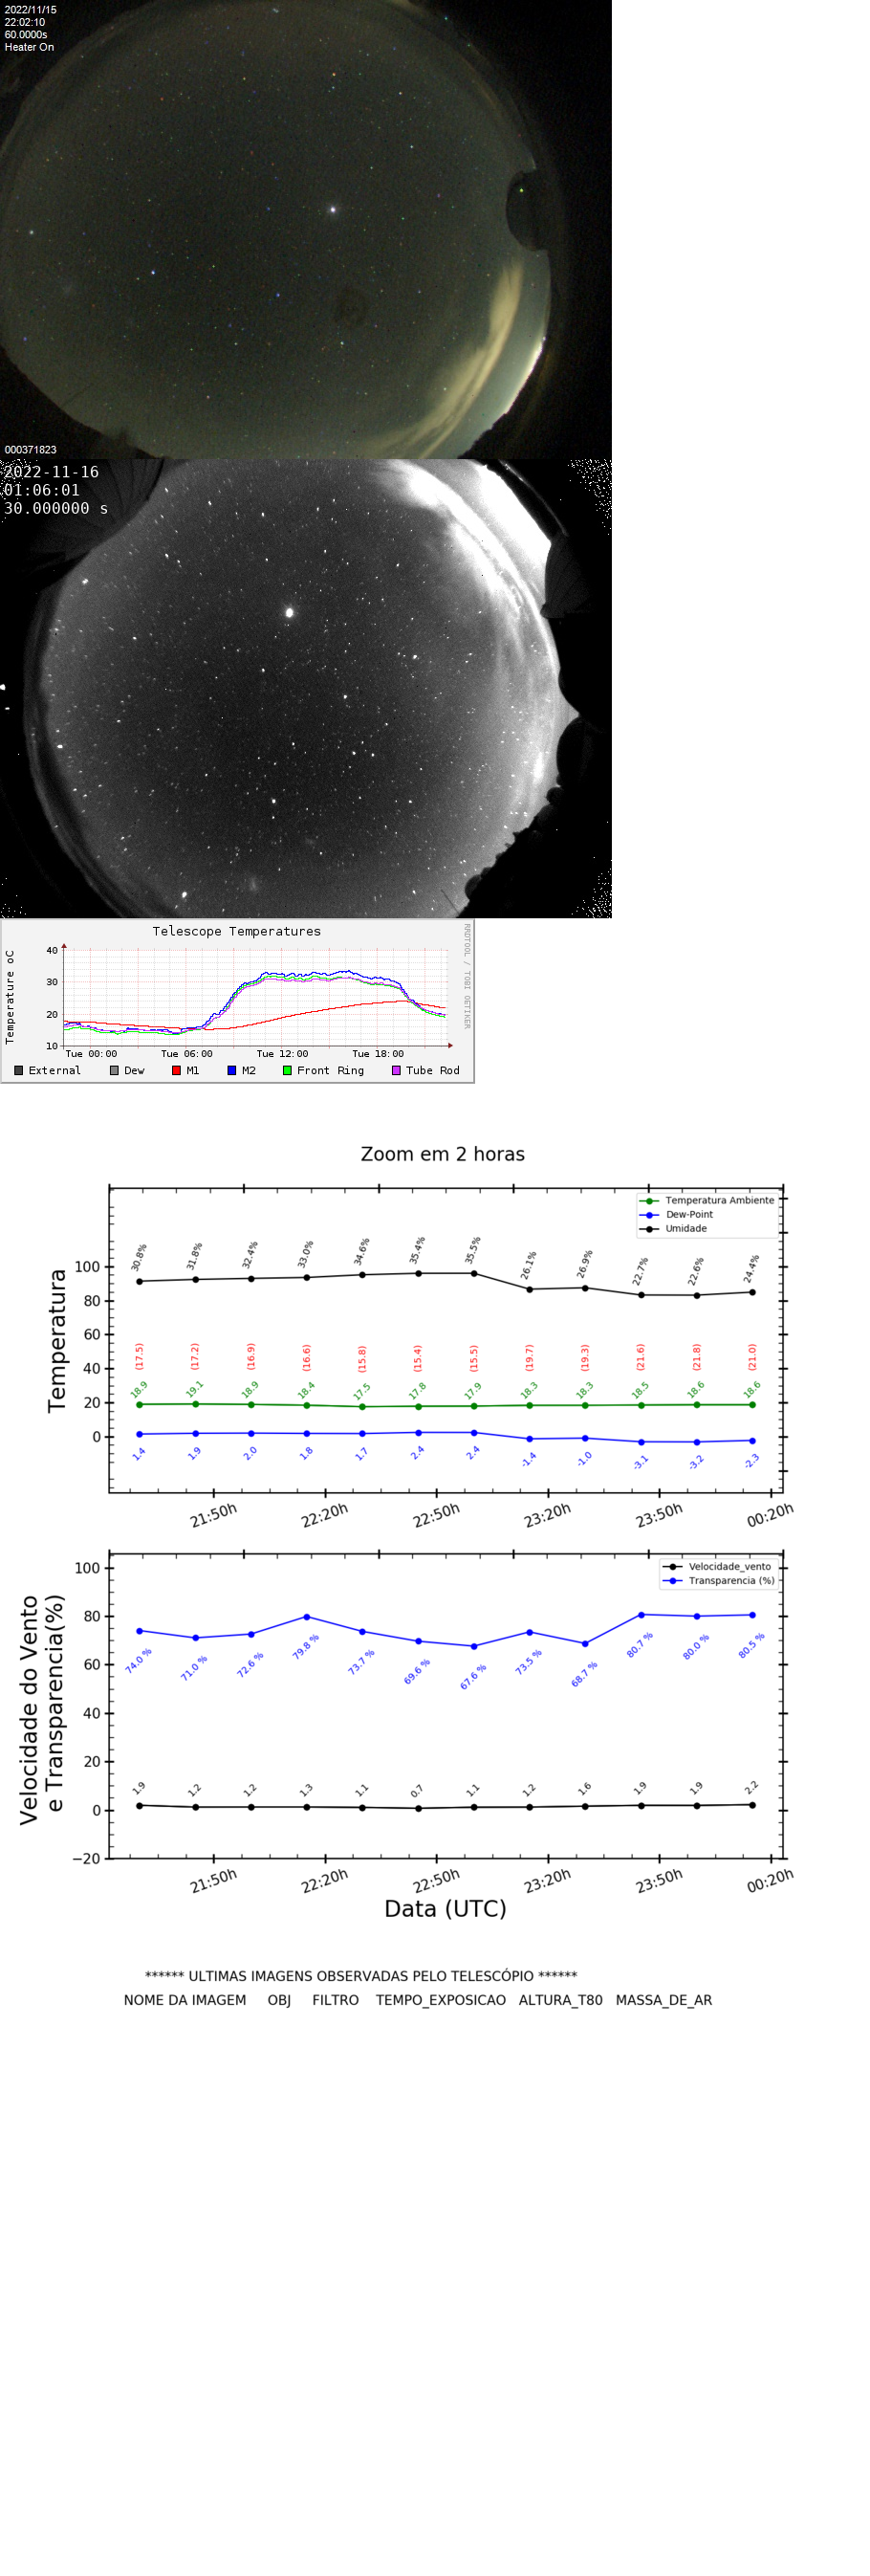 2022/11/15
22:02:10
60.0000s
Heater On
000371823
2022-11-16
01:06:01
30.000000 s
Telescope Temperatures
RRDTOOL / TOBI OETIKER
Temperature oC
40
30
20
10
Tue 00:00 Tue 06:00 Tue 12:00 Tue 18:00
External Dew M1 M2 Front Ring Tube Rod
Zoom em 2 horas
Temperatura Ambiente
Dew-Point
Umidade
Temperatura
100
80
60
40
20
0
30.8% 31.8% 32.4% 33.0% 34.6% 35.4% 35.5% 26.1% 26.9% 22.7% 22.6% 24.4%
(17.5) (17.2) (16.9) (16.6) (15.8) (15.4) (15.5) (19.7) (19.3) (21.6) (21.8) (21.0)
18.9 19.1 18.9 18.4 17.5 17.8 17.9 18.3 18.3 18.5 18.6 18.6
1.4 1.9 2.0 1.8 1.7 2.4 2.4 -1.4 -1.0 -3.1 -3.2 -2.3
21:50h 22:20h 22:50h 23:20h 23:50h 00:20h
Velocidade_vento
Transparencia (%)
Velocidade do Vento
e Transparencia(%)
100
80
60
40
20
0
−20
74.0 % 71.0 % 72.6 % 79.8 % 73.7 % 69.6 % 67.6 % 73.5 % 68.7 % 80.7 % 80.0 % 80.5 %
1.9 1.2 1.2 1.3 1.1 0.7 1.1 1.2 1.6 1.9 1.9 2.2
21:50h 22:20h 22:50h 23:20h 23:50h 00:20h
Data (UTC)
****** ULTIMAS IMAGENS OBSERVADAS PELO TELESCÓPIO ******
NOME DA IMAGEM OBJ FILTRO TEMPO_EXPOSICAO ALTURA_T80 MASSA_DE_AR